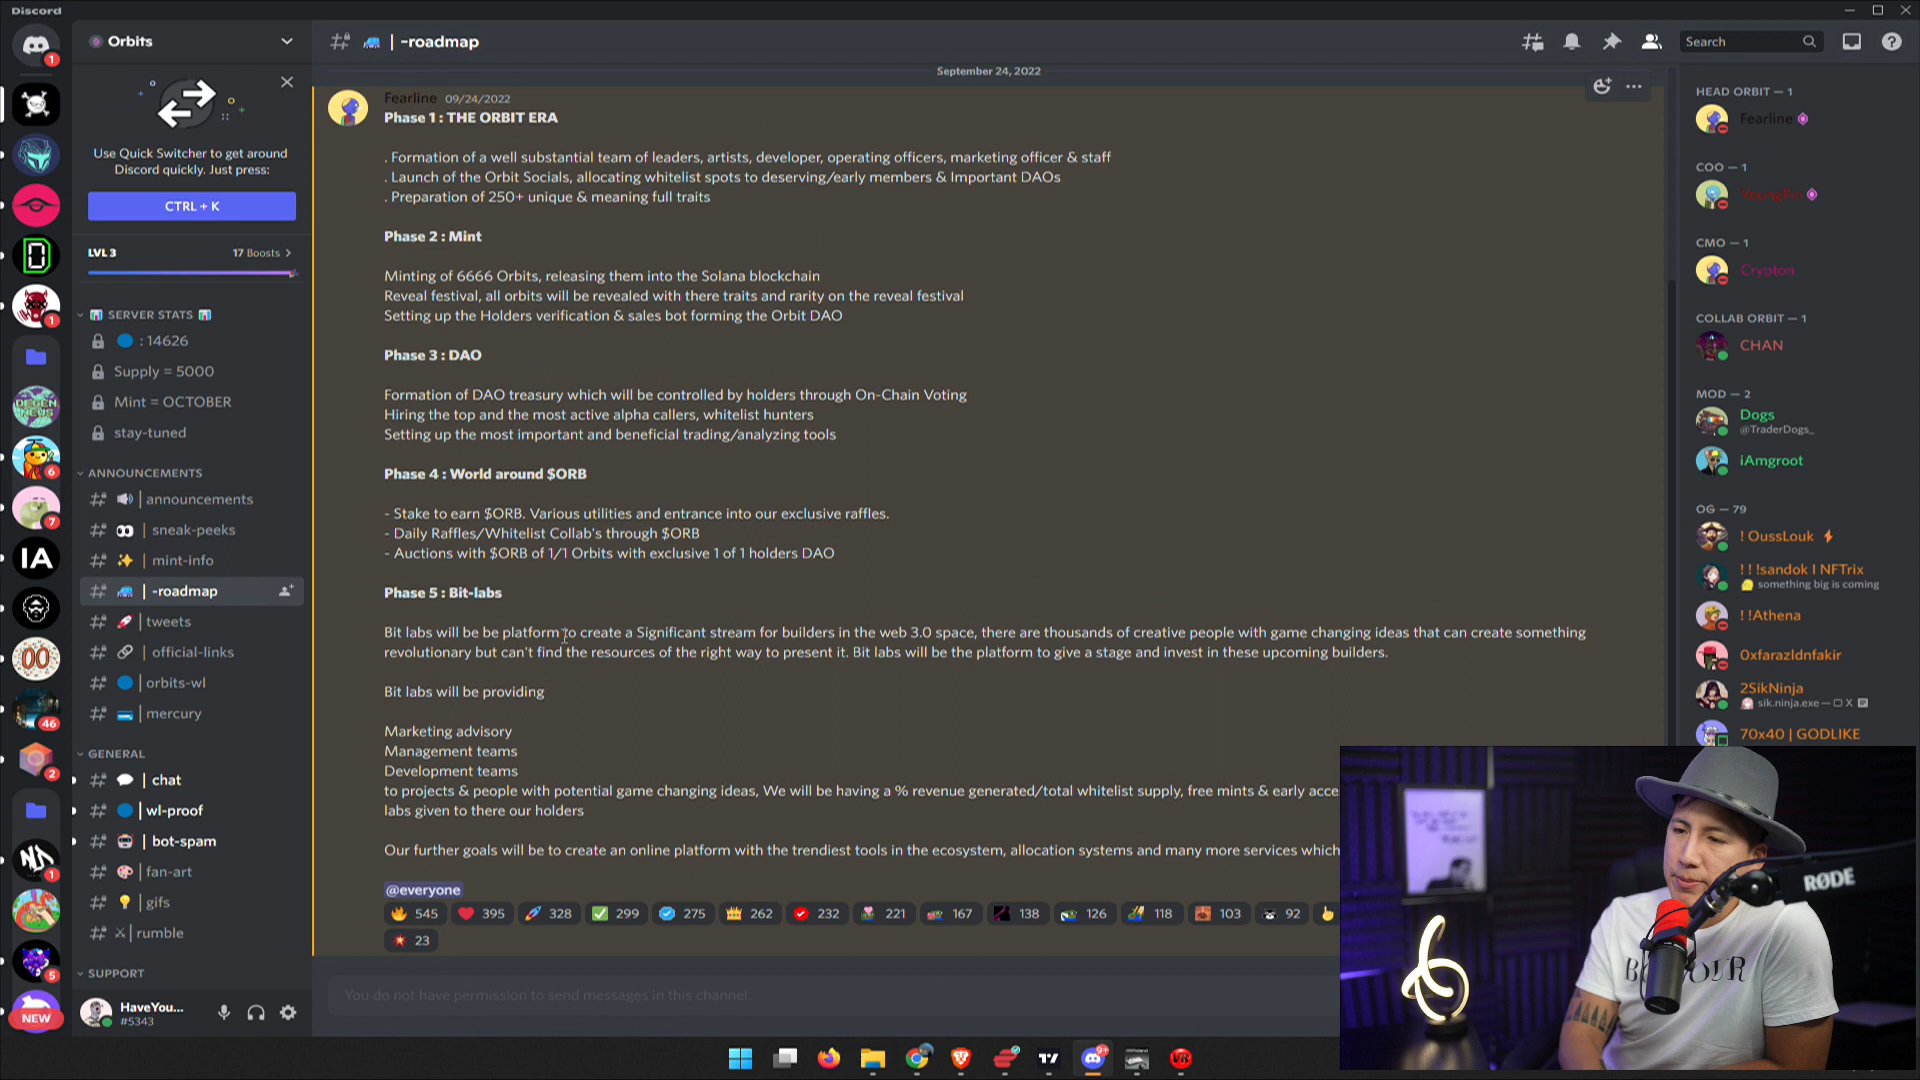 Discord
Orbits
-roadmap
Search
Use Quick Switcher to get around
Discord quickly. Just press:
CTRL + K
LVL 3
17 Boosts
SERVER STATS
: 14626
Supply = 5000
Mint = OCTOBER
stay-tuned
ANNOUNCEMENTS
announcements
sneak-peeks
mint-info
-roadmap
tweets
official-links
orbits-wl
mercury
GENERAL
chat
wl-proof
bot-spam
fan-art
gifs
rumble
SUPPORT
HaveYou...
#5343
1
DEGEN
NEWS
1
6
7
IA
00
46
2
1
5
NEW
September 24, 2022
Fearline 09/24/2022
Phase 1 : THE ORBIT ERA
. Formation of a well substantial team of leaders, artists, developer, operating officers, marketing officer & staff
. Launch of the Orbit Socials, allocating whitelist spots to deserving/early members & Important DAOs
. Preparation of 250+ unique & meaning full traits
Phase 2 : Mint
Minting of 6666 Orbits, releasing them into the Solana blockchain
Reveal festival, all orbits will be revealed with there traits and rarity on the reveal festival
Setting up the Holders verification & sales bot forming the Orbit DAO
Phase 3 : DAO
Formation of DAO treasury which will be controlled by holders through On-Chain Voting
Hiring the top and the most active alpha callers, whitelist hunters
Setting up the most important and beneficial trading/analyzing tools
Phase 4 : World around $ORB
- Stake to earn $ORB. Various utilities and entrance into our exclusive raffles.
- Daily Raffles/Whitelist Collab's through $ORB
- Auctions with $ORB of 1/1 Orbits with exclusive 1 of 1 holders DAO
Phase 5 : Bit-labs
Bit labs will be be platform to create a Significant stream for builders in the web 3.0 space, there are thousands of creative people with game changing ideas that can create something
revolutionary but can't find the resources of the right way to present it. Bit labs will be the platform to give a stage and invest in these upcoming builders.
Bit labs will be providing
Marketing advisory
Management teams
Development teams
to projects & people with potential game changing ideas, We will be having a % revenue generated/total whitelist supply, free mints & early acce
labs given to there our holders
Our further goals will be to create an online platform with the trendiest tools in the ecosystem, allocation systems and many more services which
@everyone
545 395 328 299 275 262 232 221 167 138 126 118 103 92
23
You do not have permission to send messages in this channel.
HEAD ORBIT — 1
Fearline
COO — 1
CMO — 1
Crypton
COLLAB ORBIT — 1
CHAN
MOD — 2
Dogs
@TraderDogs_
iAmgroot
OG — 79
! OussLouk
! ! !sandok I NFTrix
something big is coming
! !Athena
0xfarazldnfakir
2SikNinja
sik.ninja.exe
70x40 | GODLIKE
RØDE